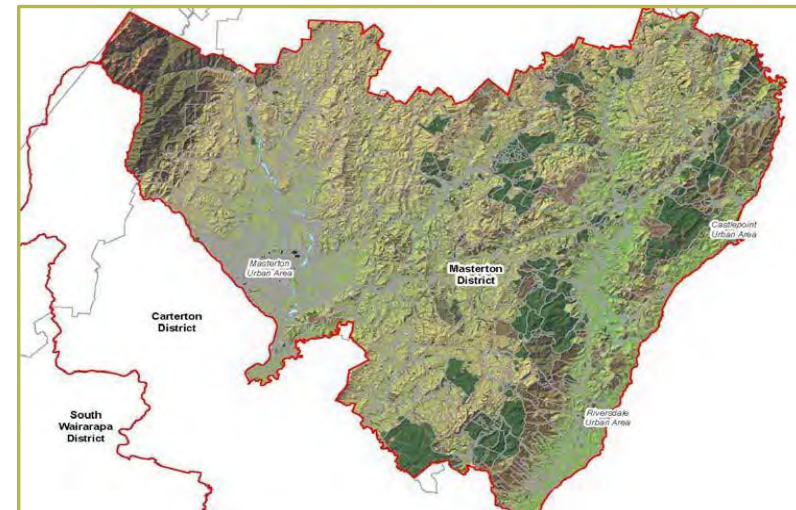 Castlepoint
Urban Area
Masterton
Urban Area
Masterton
District
Carterton
District
South
Wairarapa
District
Riversdale
Urban Area